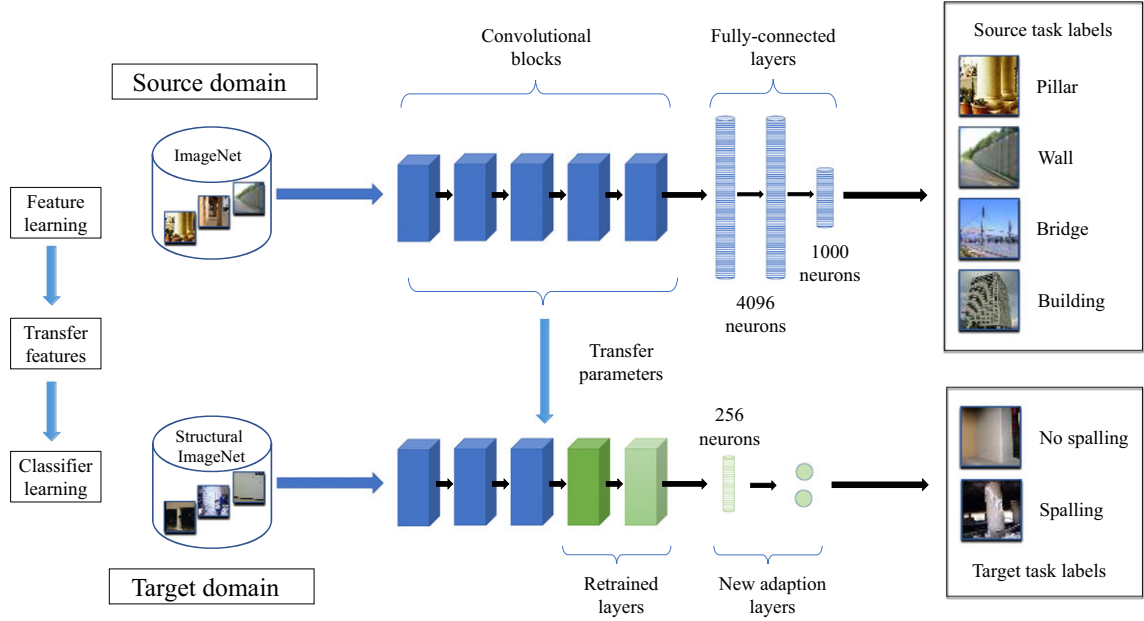 Source domain
Convolutional
blocks
Fully-connected
layers
Source task labels
Pillar
Wall
Bridge
Building
ImageNet
Feature
learning
1000
neurons
4096
neurons
Transfer
features
Transfer
parameters
Classifier
learning
Structural
ImageNet
256
neurons
No spalling
Spalling
Target task labels
Target domain
Retrained
layers
New adaption
layers